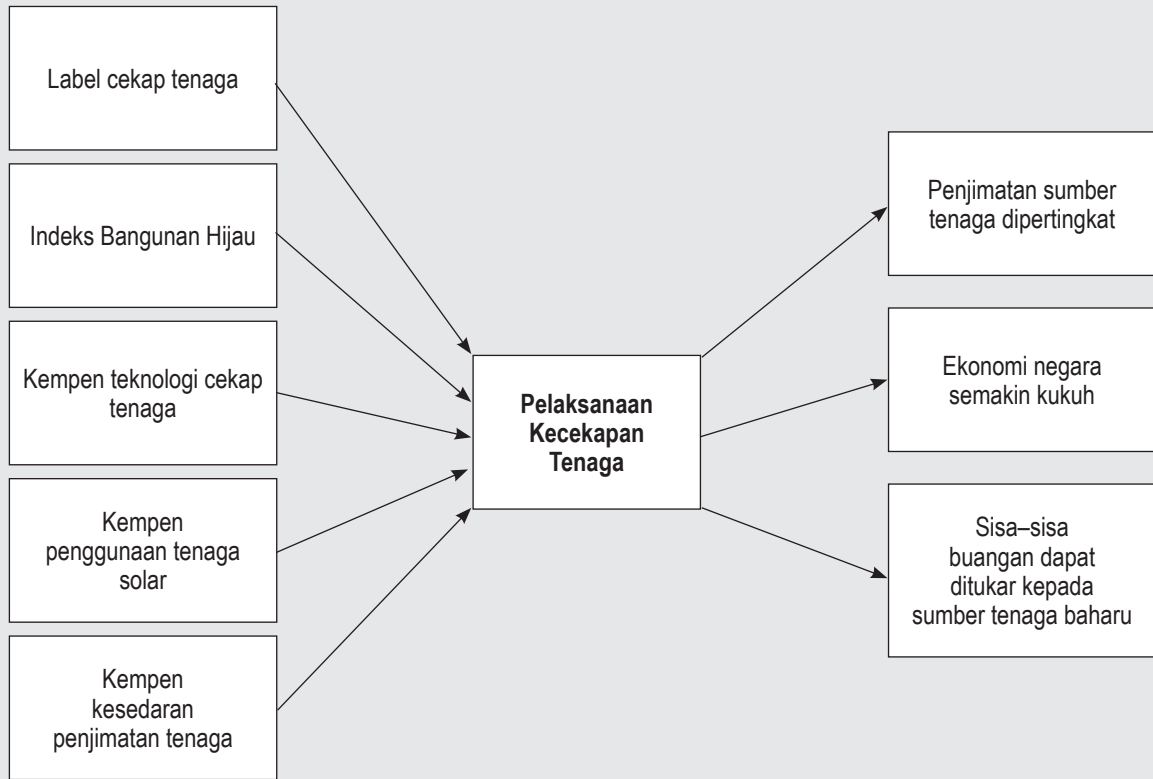 Label cekap tenaga
Indeks Bangunan Hijau
Kempen teknologi cekap
tenaga
Kempen
penggunaan tenaga
solar
Kempen
kesedaran
penjimatan tenaga
Pelaksanaan
Kecekapan
Tenaga
Penjimatan sumber
tenaga dipertingkat
Ekonomi negara
semakin kukuh
Sisa–sisa
buangan dapat
ditukar kepada
sumber tenaga baharu